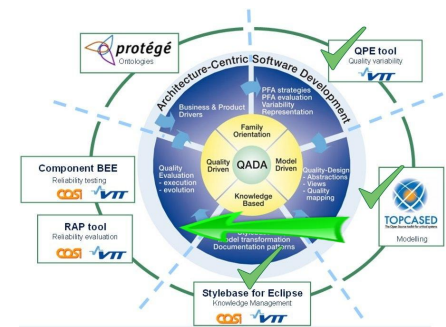 protégé
Ontologies
QPE tool
Quality variability
VTT
Architecture-Centric Software Development
Business & Product
Drivers
PFA strategies
PFA evaluation
Variability
Representation
Family
Orientation
Quality
Driven
QADA
Model
Driven
Knowledge
Based
Quality
Evaluation
- execution
- evolution
Quality-Design
- Abstractions
- Views
- Quality
mapping
Component BEE
Reliability testing
COSI VTT
RAP tool
Reliability evaluation
COSI VTT
TOPCASED
Modelling
Model transformation
Documentation patterns
Stylebase for Eclipse
Knowledge Management
COSI VTT